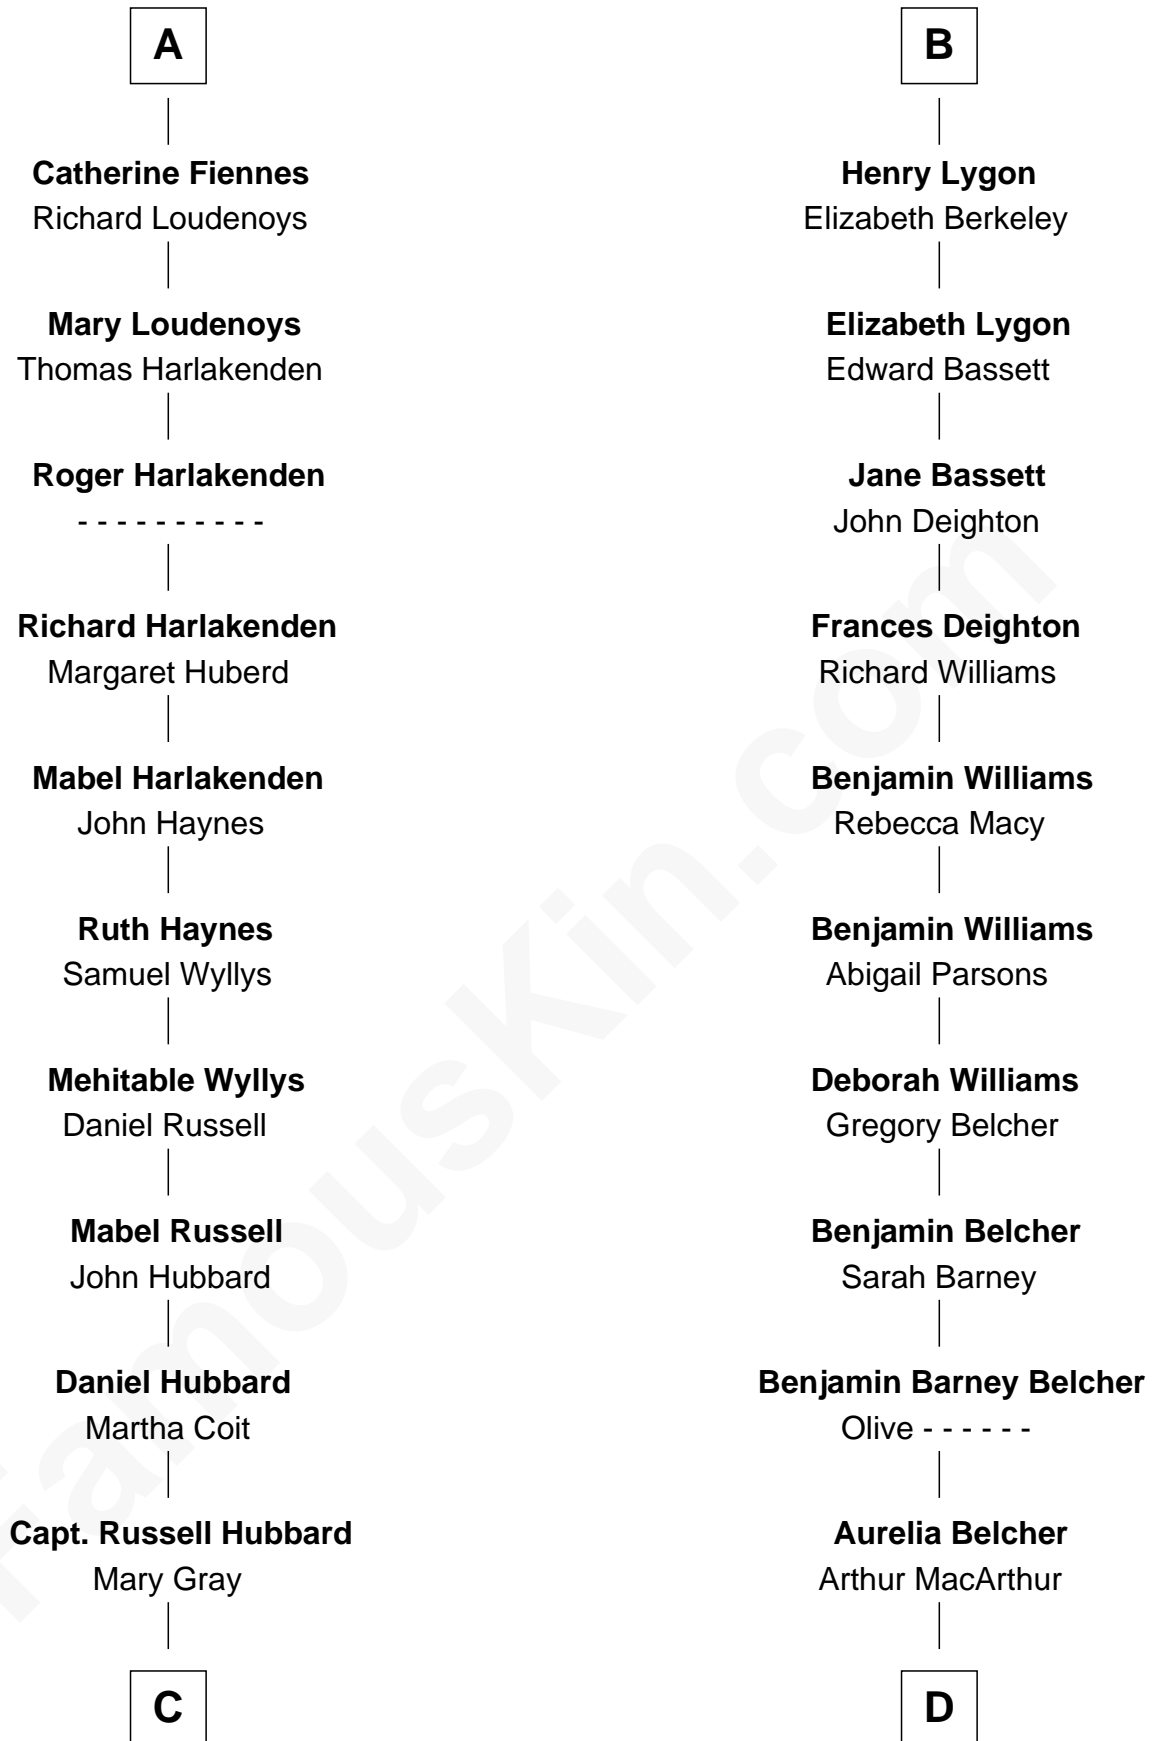 A
Catherine Fiennes
Richard Loudenoys
Mary Loudenoys
Thomas Harlakenden
Roger Harlakenden
- - - - - - - - - -
Richard Harlakenden
Margaret Huberd
Mabel Harlakenden
John Haynes
Ruth Haynes
Samuel Wyllys
Mehitable Wyllys
Daniel Russell
Mabel Russell
John Hubbard
Daniel Hubbard
Martha Coit
Capt. Russell Hubbard
Mary Gray
C
B
Henry Lygon
Elizabeth Berkeley
Elizabeth Lygon
Edward Bassett
Jane Bassett
John Deighton
Frances Deighton
Richard Williams
Benjamin Williams
Rebecca Macy
Benjamin Williams
Abigail Parsons
Deborah Williams
Gregory Belcher
Benjamin Belcher
Sarah Barney
Benjamin Barney Belcher
Olive - - - - - -
Aurelia Belcher
Arthur MacArthur
D
FamousKin.com